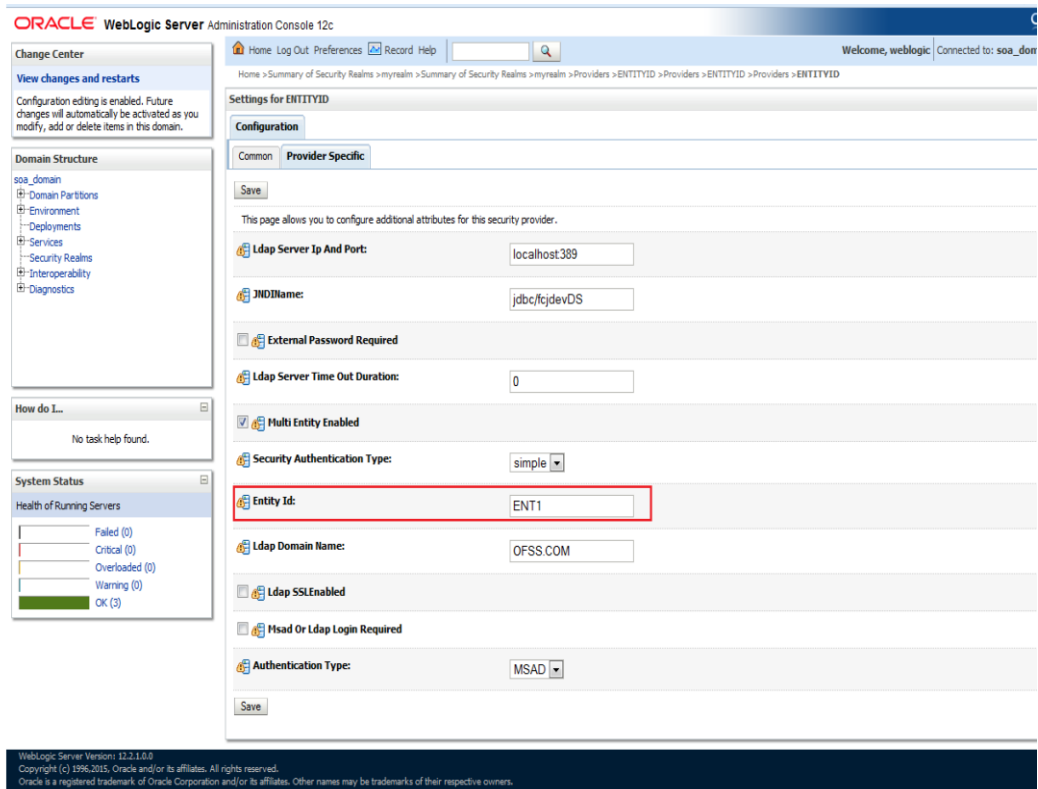 ORACLE WebLogic Server Administration Console 12c
Change Center
View changes and restarts
Configuration editing is enabled. Future
changes will automatically be activated as you
modify, add or delete items in this domain.
Domain Structure
soa_domain
Domain Partitions
Environment
Deployments
Services
Security Realms
Interoperability
Diagnostics
How do I...
No task help found.
System Status
Health of Running Servers
Failed (0)
Critical (0)
Overloaded (0)
Warning (0)
OK (3)
Home Log Out Preferences Record Help
Welcome, weblogic Connected to: soa_dom
Home >Summary of Security Realms >myrealm >Summary of Security Realms >myrealm >Providers >ENTITYID >Providers >ENTITYID >Providers >ENTITYID
Settings for ENTITYID
Configuration
Common Provider Specific
Save
This page allows you to configure additional attributes for this security provider.
Ldap Server Ip And Port: localhost:389
JNDIName: jdbc/fcjdevDS
External Password Required
Ldap Server Time Out Duration: 0
Multi Entity Enabled
Security Authentication Type: simple
Entity Id: ENT1
Ldap Domain Name: OFSS.COM
Ldap SSLEnabled
Msad Or Ldap Login Required
Authentication Type: MSAD
Save
WebLogic Server Version: 12.2.1.0.0
Copyright (c) 1996,2015, Oracle and/or its affiliates. All rights reserved.
Oracle is a registered trademark of Oracle Corporation and/or its affiliates. Other names may be trademarks of their respective owners.